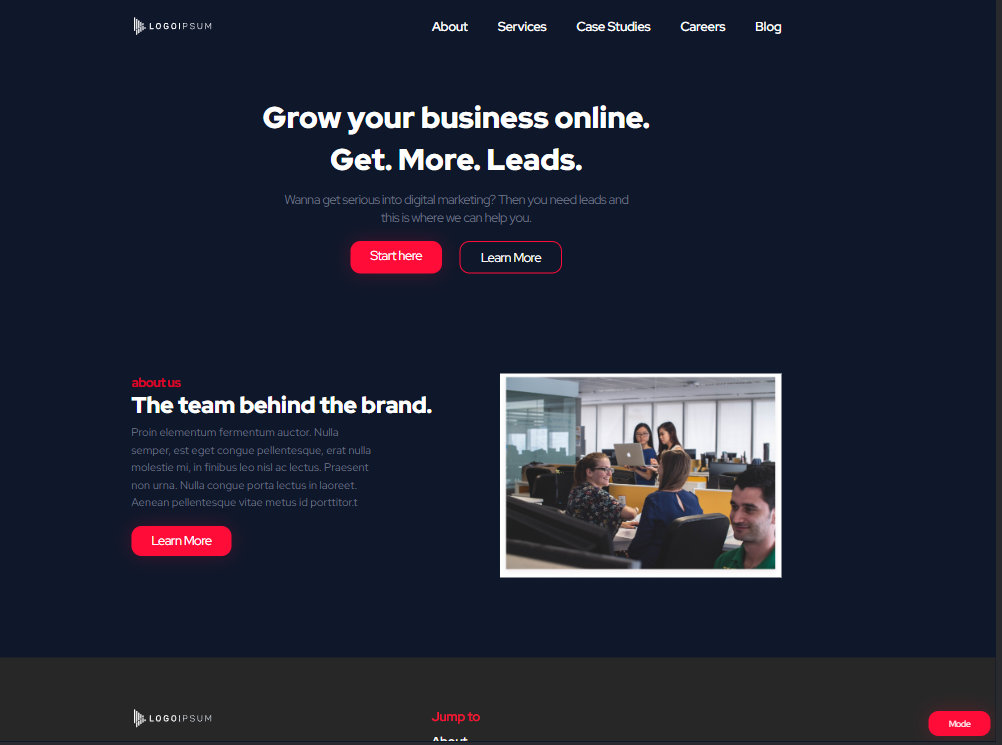 LOGOIPSUM
About Services Case Studies Careers Blog
Grow your business online.
Get. More. Leads.
Wanna get serious into digital marketing? Then you need leads and
this is where we can help you.
Start here Learn More
about us
The team behind the brand.
Proin elementum fermentum auctor. Nulla
semper, est eget congue pellentesque, erat nulla
molestie mi, in finibus leo nisl ac lectus. Praesent
non urna. Nulla congue porta lectus in laoreet.
Aenean pellentesque vitae metus id porttitor.t
Learn More
LOGOIPSUM
Jump to
About
Mode